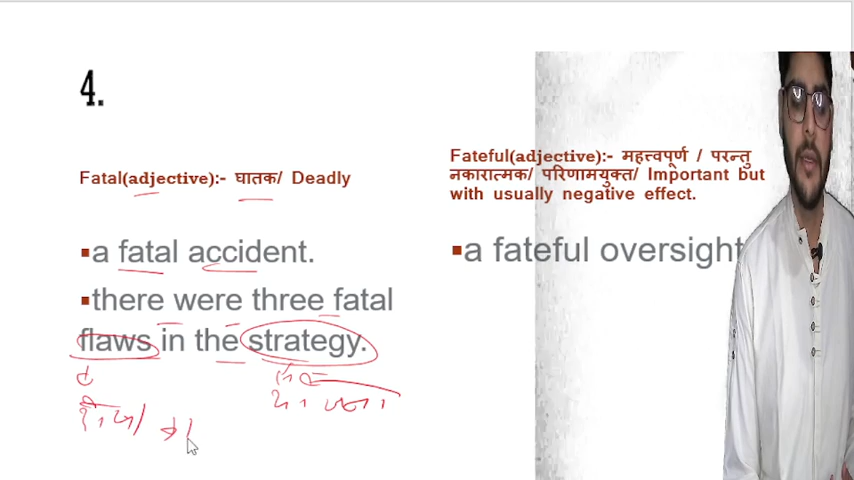 4.
Fatal(adjective):- घातक/ Deadly
▪a fatal accident.
▪there were three fatal
flaws in the strategy.
Fateful(adjective):- महत्त्वपूर्ण / परन्तु
नकारात्मक/ परिणामयुक्त/ Important but
with usually negative effect.
▪a fateful oversight